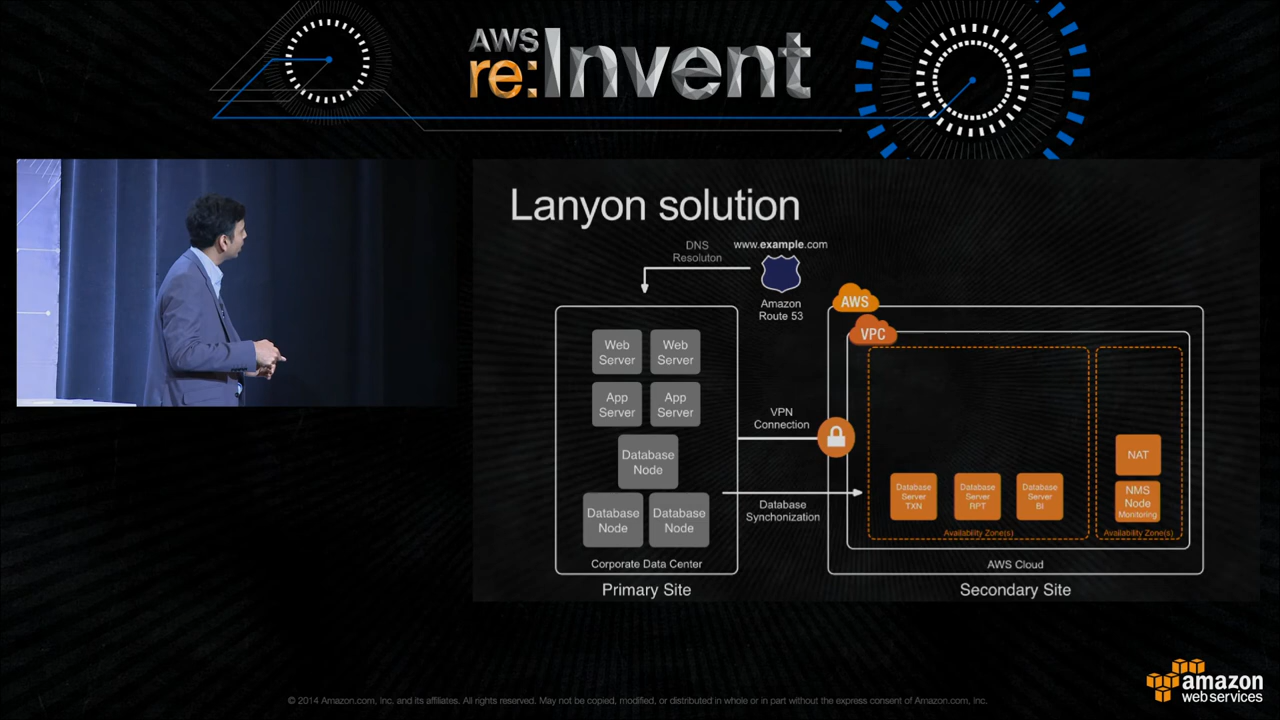 AWS
re:Invent
Lanyon solution
DNS
Resoluton
www.example.com
Amazon
Route 53
AWS
VPC
Web
Server
Web
Server
App
Server
App
Server
Database
Node
Database
Node
Database
Node
Corporate Data Center
Primary Site
VPN
Connection
Database
Synchonization
Database
Server
TXN
Database
Server
RPT
Database
Server
BI
Availability Zone(s)
NAT
NMS
Node
Monitoring
Availability Zone(s)
AWS Cloud
Secondary Site
© 2014 Amazon.com, Inc. and its affiliates. All rights reserved. May not be copied, modified, or distributed in whole or in part without the express consent of Amazon.com, Inc.
amazon
web services